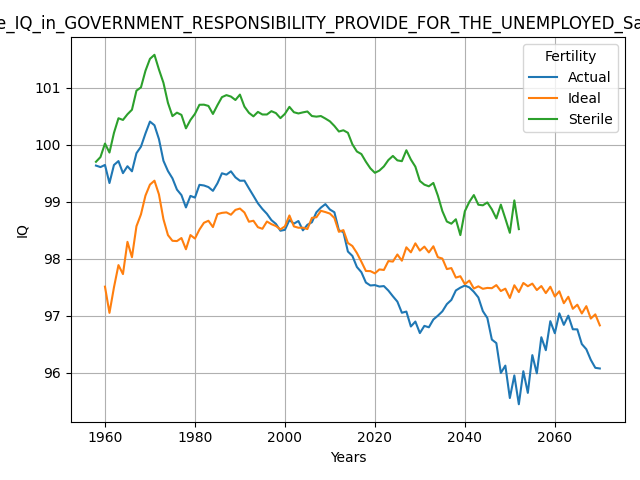 e_IQ_in_GOVERNMENT_RESPONSIBILITY_PROVIDE_FOR_THE_UNEMPLOYED_Sa
Fertility
Actual
Ideal
Sterile
101
100
99
98
97
96
IQ
1960 1980 2000 2020 2040 2060
Years